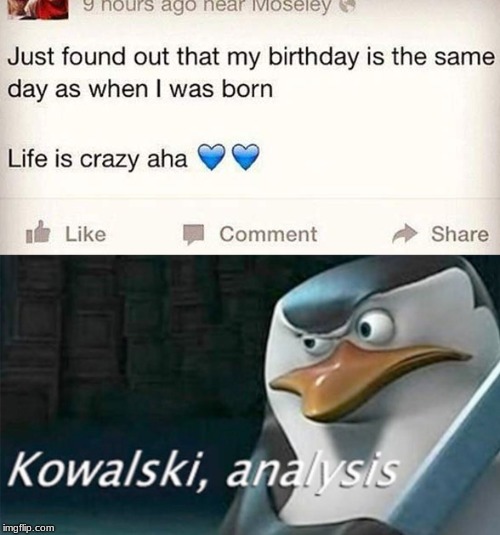 9 hours ago near Moseley
Just found out that my birthday is the same
day as when I was born
Life is crazy aha 💙💙
Like
Comment
Share
Kowalski, analysis
imgflip.com